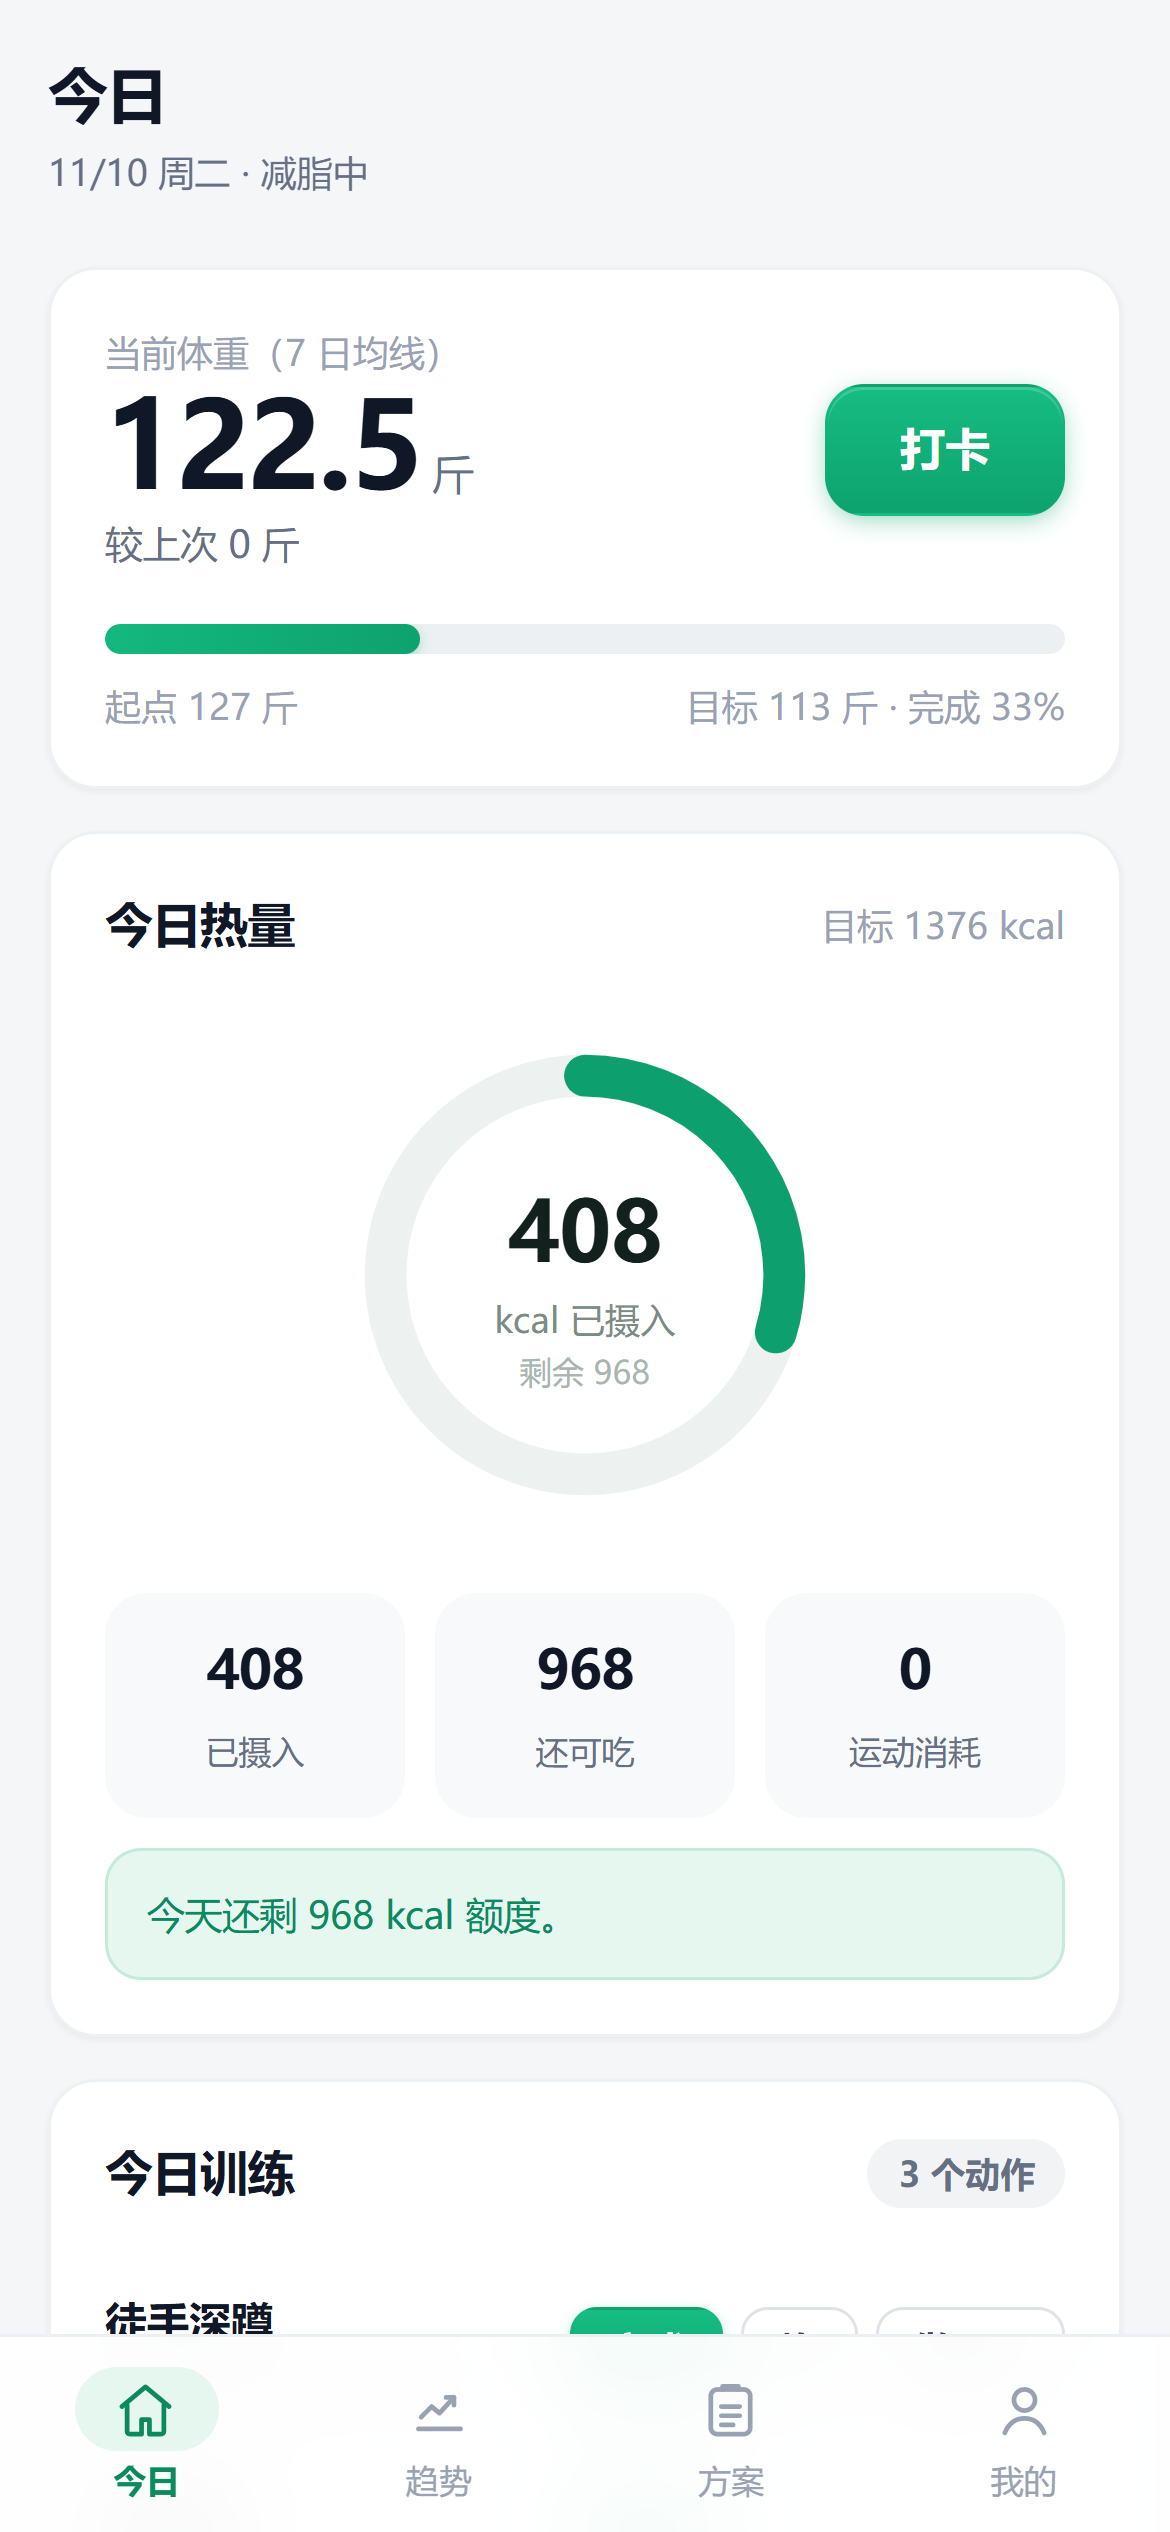 今日
11/10 周二 · 减脂中
当前体重（7 日均线）
122.5 斤
打卡
较上次 0 斤
起点 127 斤
目标 113 斤 · 完成 33%
今日热量
目标 1376 kcal
408
kcal 已摄入
剩余 968
408
968
0
已摄入
还可吃
运动消耗
今天还剩 968 kcal 额度。
今日训练
3 个动作
徒手深蹲
今日
趋势
方案
我的